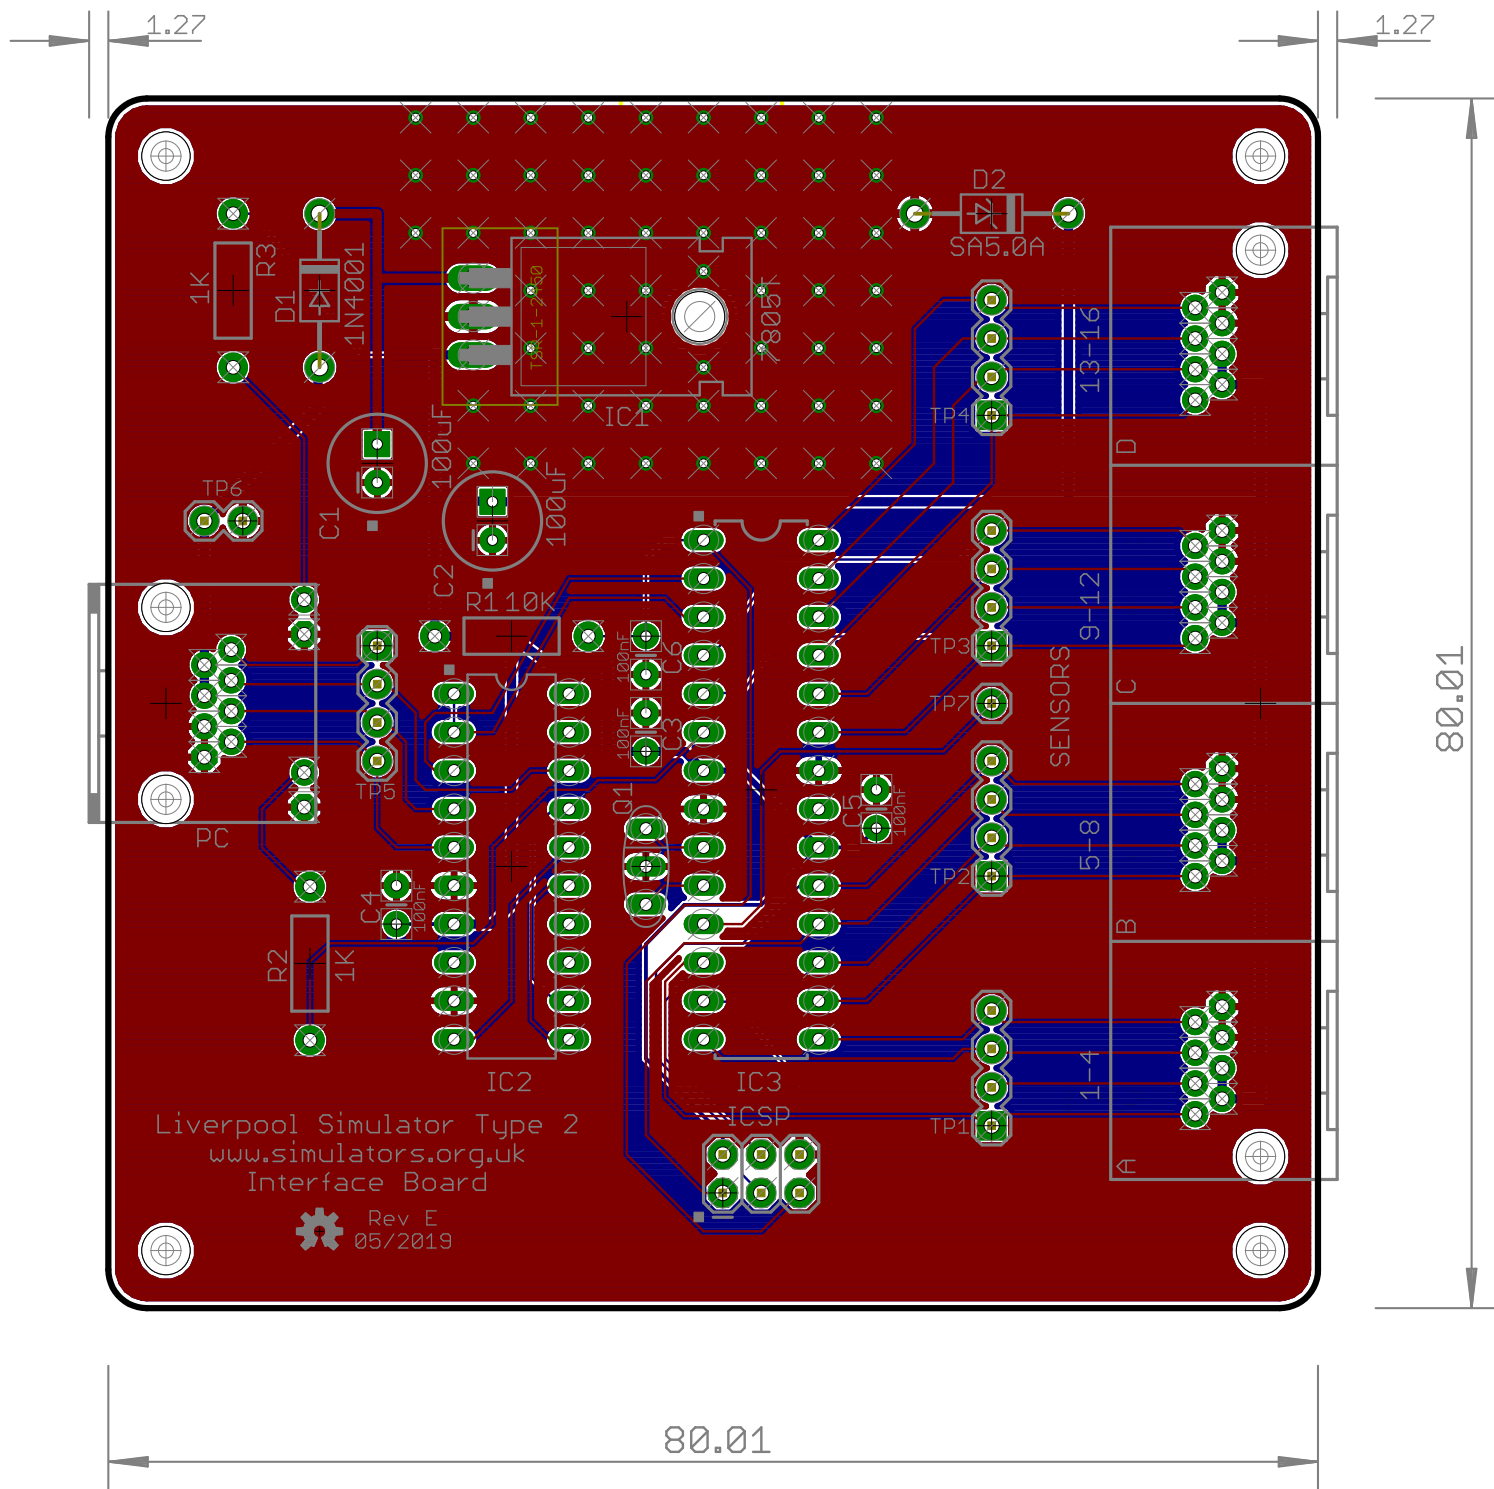 1.27
1.27
D2
SA5.0A
R3
1K
D1
1N4001
TSR-1-2450
7805T
IC1
13-16
TP4
D
100uF
C1
TP6
100uF
C2
R1
10K
100nF
C6
9-12
TP3
SENSORS
C
TP7
100nF
C3
80.01
TP5
Q1
PC
C5
100nF
5-8
TP2
C4
100nF
B
R2
1K
IC2
IC3
1-4
ICSP
TP1
A
Liverpool Simulator Type 2
www.simulators.org.uk
Interface Board
Rev E
05/2019
80.01